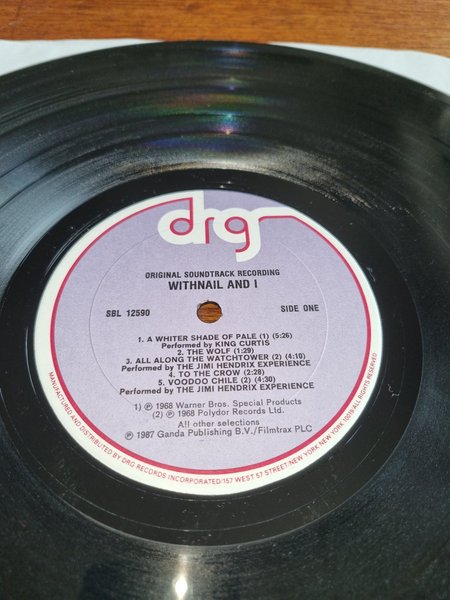 drg
ORIGINAL SOUNDTRACK RECORDING
WITHNAIL AND I
SBL 12590
SIDE ONE
1. A WHITER SHADE OF PALE (1) (5:26)
Performed by KING CURTIS
2. THE WOLF (1:29)
3. ALL ALONG THE WATCHTOWER (2) (4:10)
Performed by THE JIMI HENDRIX EXPERIENCE
4. TO THE CROW (2:28)
5. VOODOO CHILE (2) (4:30)
Performed by THE JIMI HENDRIX EXPERIENCE
1) ℗ 1968 Warner Bros. Special Products
(2) ℗ 1968 Polydor Records Ltd.
All other selections
℗ 1987 Ganda Publishing B.V./Filmtrax PLC
MANUFACTURED AND DISTRIBUTED BY DRG RECORDS INCORPORATED/157 WEST 57 STREET/NEW YORK, NEW YORK 10019 ALL RIGHTS RESERVED